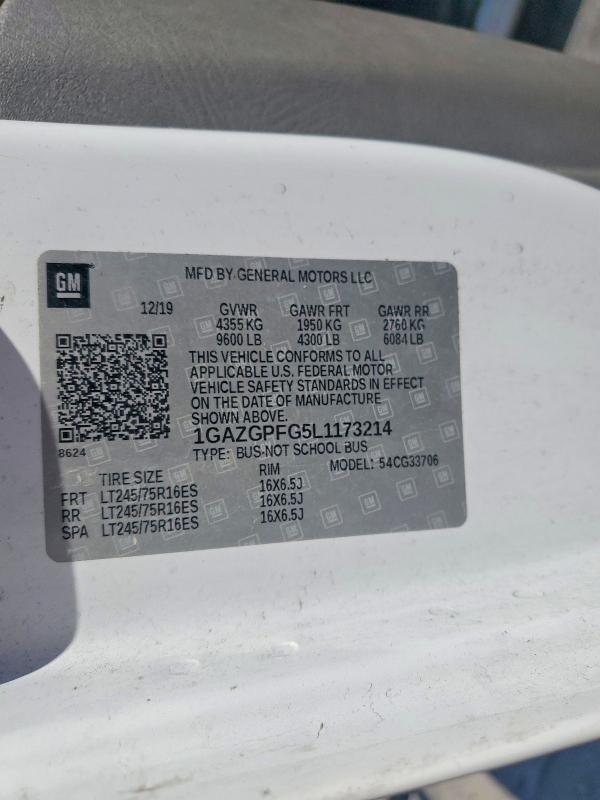 GM
MFD BY GENERAL MOTORS LLC
12/19 GVWR GAWR FRT GAWR RR
4355 KG 1950 KG 2760 KG
9600 LB 4300 LB 6084 LB
THIS VEHICLE CONFORMS TO ALL
APPLICABLE U.S. FEDERAL MOTOR
VEHICLE SAFETY STANDARDS IN EFFECT
ON THE DATE OF MANUFACTURE
SHOWN ABOVE.
1GAZGPFG5L1173214
8624 TYPE: BUS-NOT SCHOOL BUS
MODEL: 54CG33706
TIRE SIZE RIM
FRT LT245/75R16ES 16X6.5J
RR LT245/75R16ES 16X6.5J
SPA LT245/75R16ES 16X6.5J